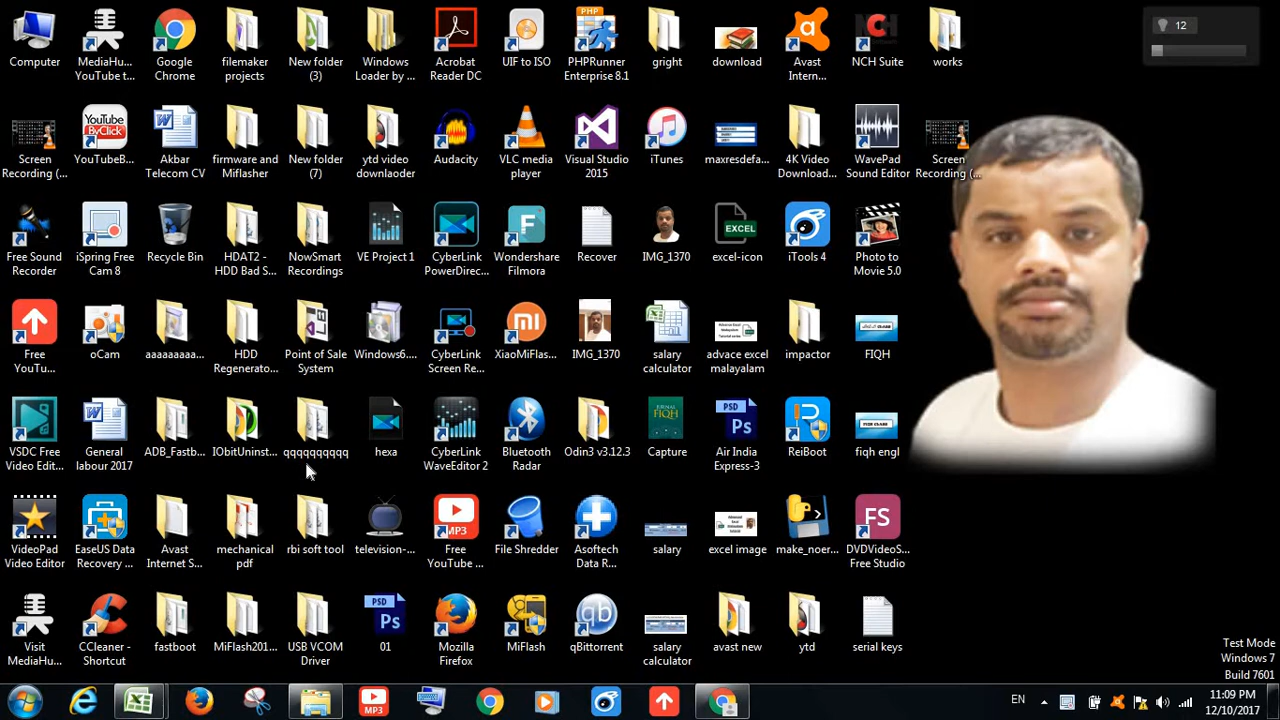 12
Computer
MediaHu...
YouTube t...
Google
Chrome
filemaker
projects
New folder
(3)
Windows
Loader by ...
Acrobat
Reader DC
UIF to ISO
PHP
PHPRunner
Enterprise 8.1
gright
download
Avast
Intern...
NCH
NCH Suite
works
Screen
Recording (...
YouTube
ByClick
YouTubeB...
Akbar
Telecom CV
firmware and
Miflasher
New folder
(7)
ytd video
downlaoder
Audacity
VLC media
player
Visual Studio
2015
iTunes
maxresdefa...
4K Video
Download...
WavePad
Sound Editor
Screen
Recording (...
Free Sound
Recorder
iSpring Free
Cam 8
Recycle Bin
HDAT2 -
HDD Bad S...
NowSmart
Recordings
VE Project 1
CyberLink
PowerDirec...
Wondershare
Filmora
Recover
IMG_1370
EXCEL
excel-icon
iTools 4
Photo to
Movie 5.0
Free
YouTu...
oCam
aaaaaaaaa...
HDD
Regenerato...
Point of Sale
System
Windows6....
CyberLink
Screen Re...
XiaoMiFlas...
IMG_1370
salary
calculator
advace excel
malayalam
impactor
FIQH
VSDC Free
Video Edit...
General
labour 2017
ADB_Fastb...
IObitUninst...
qqqqqqqqqq
hexa
CyberLink
WaveEditor 2
Bluetooth
Radar
Odin3 v3.12.3
FIQH
Capture
PSD
Ps
Air India
Express-3
ReiBoot
fiqh engl
VideoPad
Video Editor
EaseUS Data
Recovery ...
Avast
Internet S...
mechanical
pdf
rbi soft tool
television-...
MP3
Free
YouTube ...
File Shredder
Asoftech
Data R...
salary
excel image
make_noer...
FS
DVDVideoS...
Free Studio
Visit
MediaHu...
CCleaner -
Shortcut
fastboot
MiFlash201...
USB VCOM
Driver
PSD
Ps
01
Mozilla
Firefox
MiFlash
qb
qBittorrent
salary
calculator
avast new
ytd
serial keys
Test Mode
Windows 7
Build 7601
MP3
EN
11:09 PM
12/10/2017